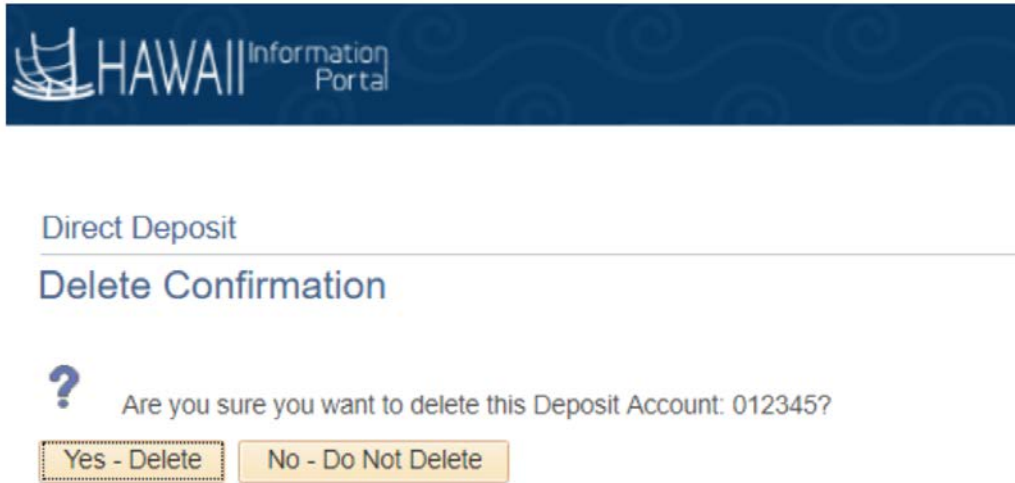 HAWAII Information Portal
Direct Deposit
Delete Confirmation
? Are you sure you want to delete this Deposit Account: 012345?
Yes - Delete No - Do Not Delete